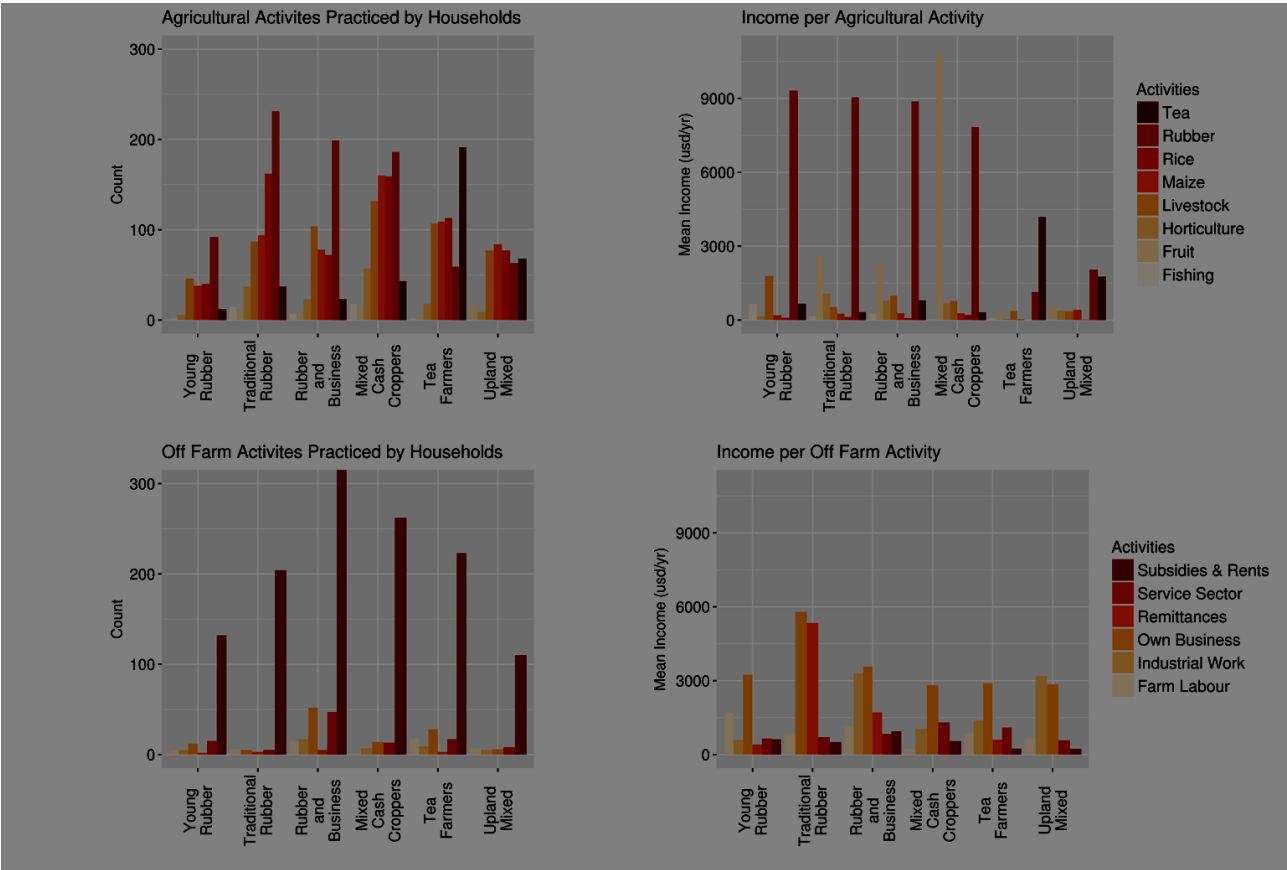 Agricultural Activites Practiced by Households
300
200
100
0
Count
Young
Rubber
Traditional
Rubber
Rubber
and
Business
Mixed
Cash
Croppers
Tea
Farmers
Upland
Mixed
Income per Agricultural Activity
9000
6000
3000
0
Mean Income (usd/yr)
Young
Rubber
Traditional
Rubber
Rubber
and
Business
Mixed
Cash
Croppers
Tea
Farmers
Upland
Mixed
Activities
Tea
Rubber
Rice
Maize
Livestock
Horticulture
Fruit
Fishing
Off Farm Activites Practiced by Households
300
200
100
0
Count
Young
Rubber
Traditional
Rubber
Rubber
and
Business
Mixed
Cash
Croppers
Tea
Farmers
Upland
Mixed
Income per Off Farm Activity
9000
6000
3000
0
Mean Income (usd/yr)
Young
Rubber
Traditional
Rubber
Rubber
and
Business
Mixed
Cash
Croppers
Tea
Farmers
Upland
Mixed
Activities
Subsidies & Rents
Service Sector
Remittances
Own Business
Industrial Work
Farm Labour